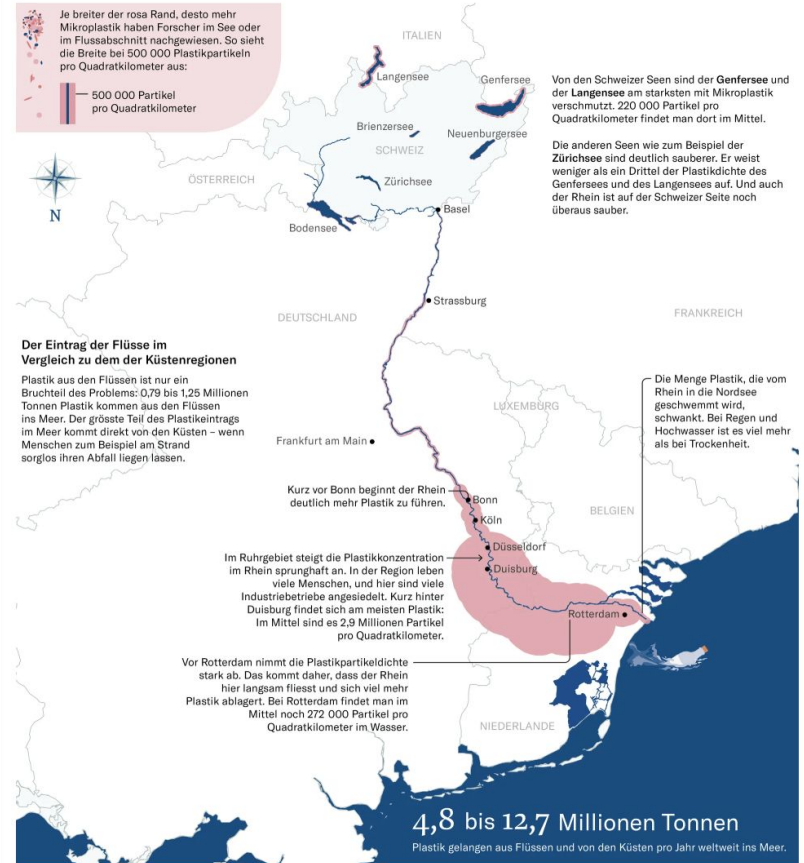 Je breiter der rosa Rand, desto mehr
Mikroplastik haben Forscher im See oder
im Flussabschnitt nachgewiesen. So sieht
die Breite bei 500 000 Plastikpartikeln
pro Quadratkilometer aus:
500 000 Partikel
pro Quadratkilometer
N
ITALIEN
Langensee
Genfersee
Brienzersee
Neuenburgersee
SCHWEIZ
ÖSTERREICH
Zürichsee
Basel
Bodensee
Von den Schweizer Seen sind der Genfersee und
der Langensee am starksten mit Mikroplastik
verschmutzt. 220 000 Partikel pro
Quadratkilometer findet man dort im Mittel.
Die anderen Seen wie zum Beispiel der
Zürichsee sind deutlich sauberer. Er weist
weniger als ein Drittel der Plastikdichte des
Genfersees und des Langensees auf. Und auch
der Rhein ist auf der Schweizer Seite noch
überaus sauber.
Strassburg
DEUTSCHLAND
FRANKREICH
Der Eintrag der Flüsse im
Vergleich zu dem der Küstenregionen
Plastik aus den Flüssen ist nur ein
Bruchteil des Problems: 0,79 bis 1,25 Millionen
Tonnen Plastik kommen aus den Flüssen
ins Meer. Der grösste Teil des Plastikeintrags
im Meer kommt direkt von den Küsten – wenn
Menschen zum Beispiel am Strand
sorglos ihren Abfall liegen lassen.
LUXEMBURG
Frankfurt am Main
Die Menge Plastik, die vom
Rhein in die Nordsee
geschwemmt wird,
schwankt. Bei Regen und
Hochwasser ist es viel mehr
als bei Trockenheit.
Kurz vor Bonn beginnt der Rhein
deutlich mehr Plastik zu führen.
Bonn
Köln
BELGIEN
Düsseldorf
Duisburg
Im Ruhrgebiet steigt die Plastikkonzentration
im Rhein sprunghaft an. In der Region leben
viele Menschen, und hier sind viele
Industriebetriebe angesiedelt. Kurz hinter
Duisburg findet sich am meisten Plastik:
Im Mittel sind es 2,9 Millionen Partikel
pro Quadratkilometer.
Rotterdam
Vor Rotterdam nimmt die Plastikpartikeldichte
stark ab. Das kommt daher, dass der Rhein
hier langsam fliesst und sich viel mehr
Plastik ablagert. Bei Rotterdam findet man im
Mittel noch 272 000 Partikel pro
Quadratkilometer im Wasser.
NIEDERLANDE
4,8 bis 12,7 Millionen Tonnen
Plastik gelangen aus Flüssen und von den Küsten pro Jahr weltweit ins Meer.